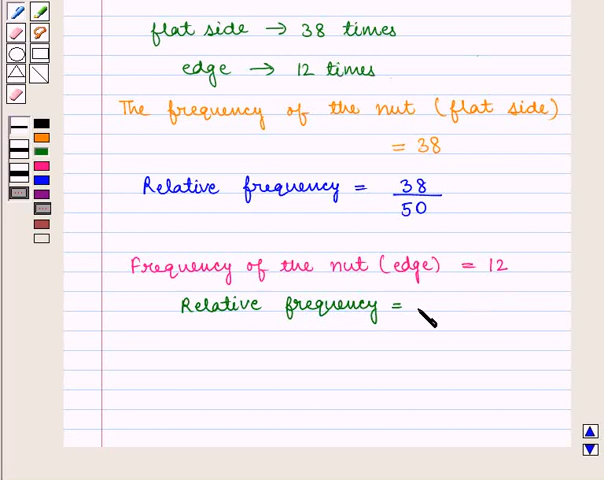 flat side → 38 times
edge → 12 times
The frequency of the nut (flat side)
= 38
Relative frequency = 38/50
Frequency of the nut (edge) = 12
Relative frequency =